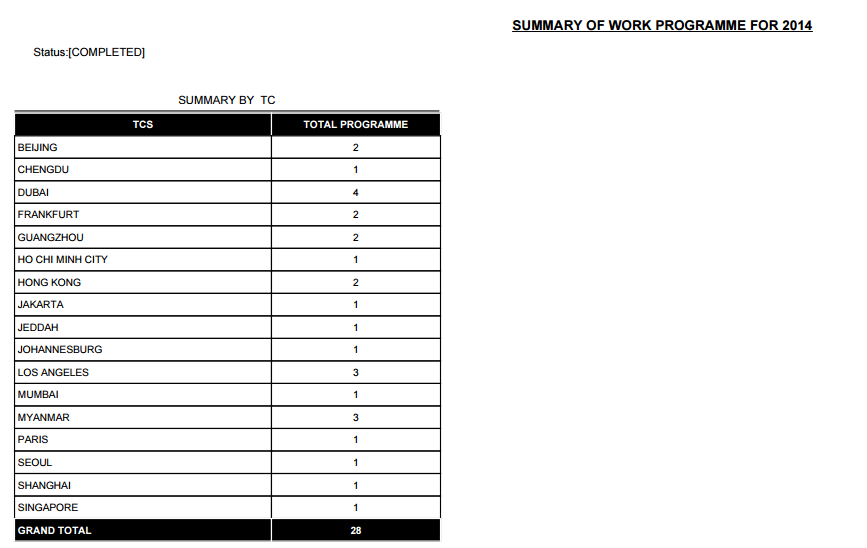 SUMMARY OF WORK PROGRAMME FOR 2014
Status:[COMPLETED]
SUMMARY BY TC
TCS TOTAL PROGRAMME
BEIJING 2
CHENGDU 1
DUBAI 4
FRANKFURT 2
GUANGZHOU 2
HO CHI MINH CITY 1
HONG KONG 2
JAKARTA 1
JEDDAH 1
JOHANNESBURG 1
LOS ANGELES 3
MUMBAI 1
MYANMAR 3
PARIS 1
SEOUL 1
SHANGHAI 1
SINGAPORE 1
GRAND TOTAL 28